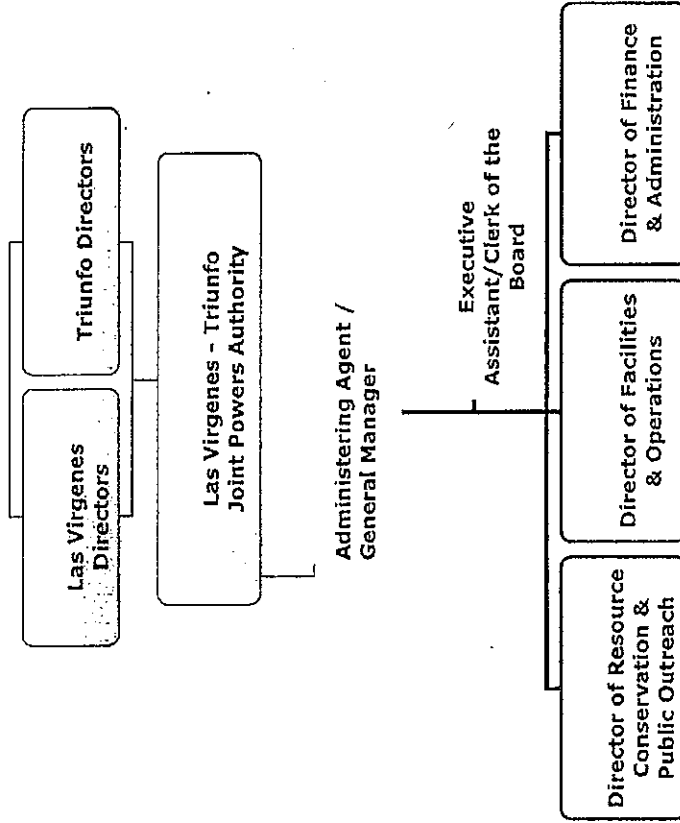 Las Virgenes
Directors
Triunfo Directors
Las Virgenes - Triunfo
Joint Powers Authority
Administering Agent /
General Manager
Executive
Assistant/Clerk of the
Board
Director of Resource
Conservation &
Public Outreach
Director of Facilities
& Operations
Director of Finance
& Administration